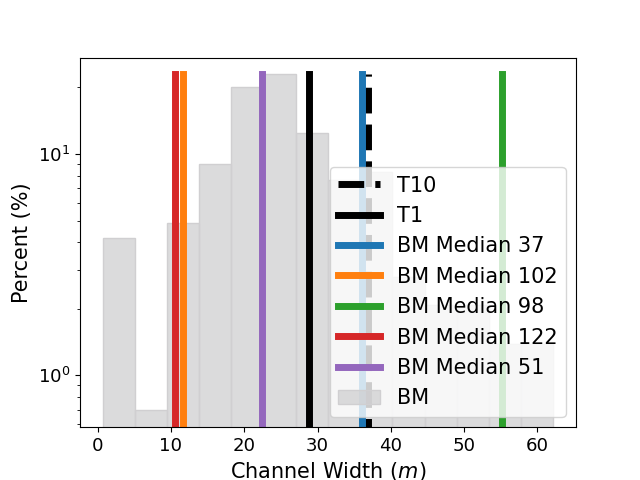 Percent (%)
10¹
10⁰
T10
T1
BM Median 37
BM Median 102
BM Median 98
BM Median 122
BM Median 51
BM
0 10 20 30 40 50 60
Channel Width (m)